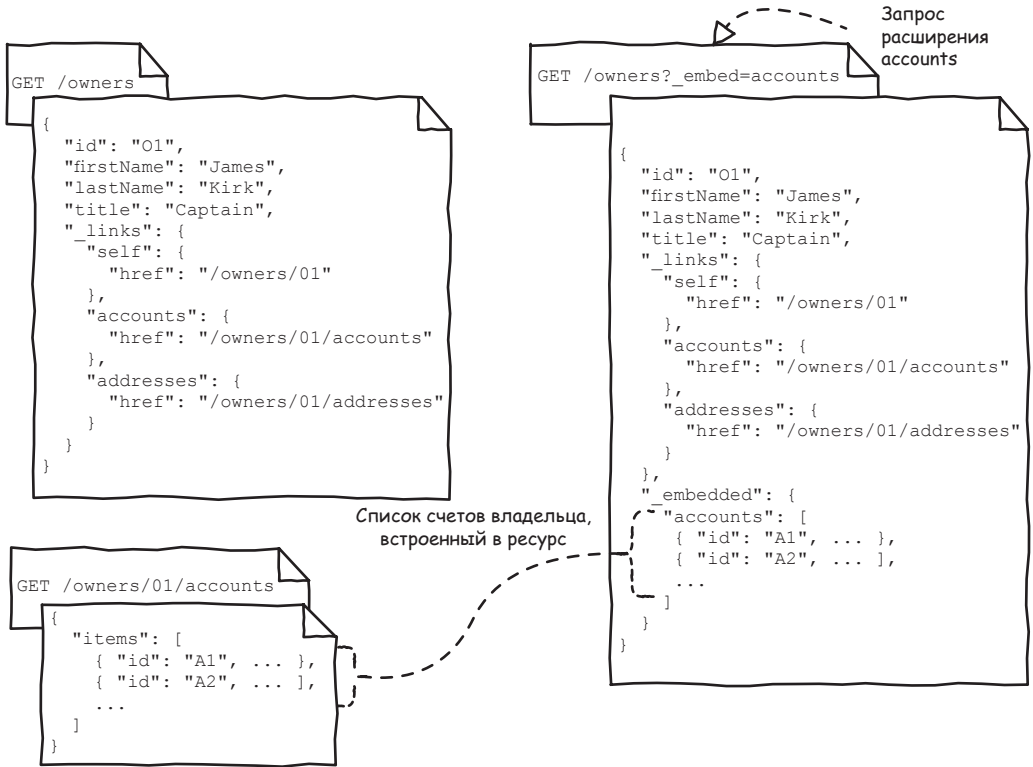 GET /owners
{
  "id": "O1",
  "firstName": "James",
  "lastName": "Kirk",
  "title": "Captain",
  "_links": {
    "self": {
      "href": "/owners/01"
    },
    "accounts": {
      "href": "/owners/01/accounts"
    },
    "addresses": {
      "href": "/owners/01/addresses"
    }
  }
}
Запрос
расширения
accounts
GET /owners?_embed=accounts
{
  "id": "O1",
  "firstName": "James",
  "lastName": "Kirk",
  "title": "Captain",
  "_links": {
    "self": {
      "href": "/owners/01"
    },
    "accounts": {
      "href": "/owners/01/accounts"
    },
    "addresses": {
      "href": "/owners/01/addresses"
    }
  },
  "_embedded": {
    "accounts": [
      { "id": "A1", ... },
      { "id": "A2", ... ],
      ...
    ]
  }
}
Список счетов владельца,
встроенный в ресурс
GET /owners/01/accounts
{
  "items": [
    { "id": "A1", ... },
    { "id": "A2", ... ],
    ...
  ]
}